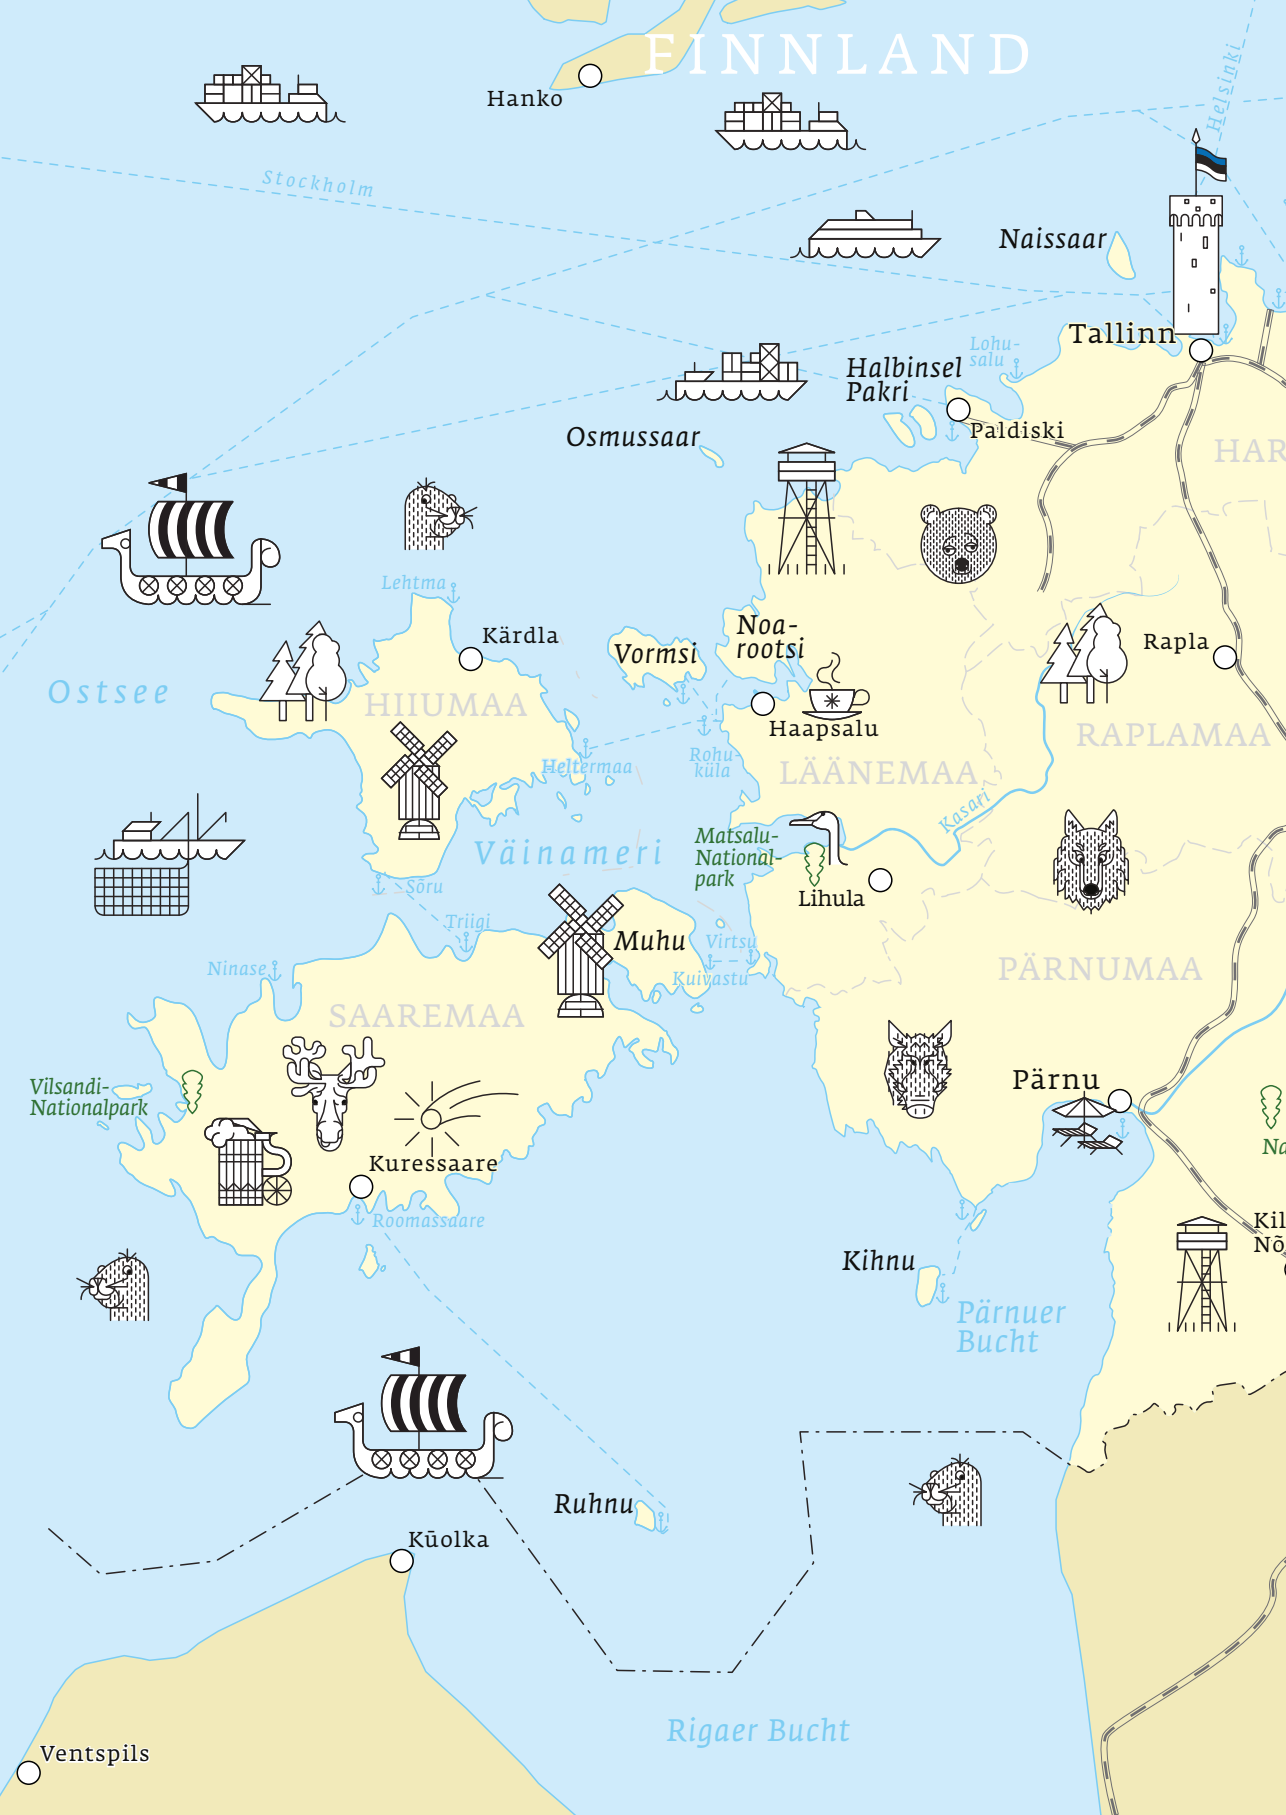 FINNLAND
Hanko
Helsinki
Stockholm
Naissaar
Tallinn
Lohu-
salu
Halbinsel
Pakri
Paldiski
Osmussaar
HAR
Lehtma
Kärdla
Noa-
rootsi
Vormsi
Rapla
Ostsee
HIIUMAA
Haapsalu
RAPLAMAA
Heltermaa
Rohu-
küla
LÄÄNEMAA
Kasari
Väinameri
Matsalu-
National-
park
Sõru
Lihula
Triigi
Muhu
Virtsu
Ninase
Kuivastu
PÄRNUMAA
SAAREMAA
Vilsandi-
Nationalpark
Pärnu
Na
Kuressaare
Roomassaare
Kil
Nõ
Kihnu
Pärnuer
Bucht
Ruhnu
Kūolka
Rigaer Bucht
Ventspils